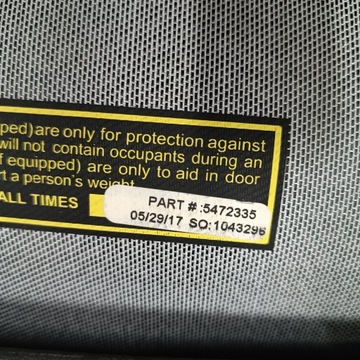 ped) are only for protection against
will not contain occupants during an
f equipped) are only to aid in door
rt a person's weight
ALL TIMES
PART # :5472335
05/29/17 SO:1043296